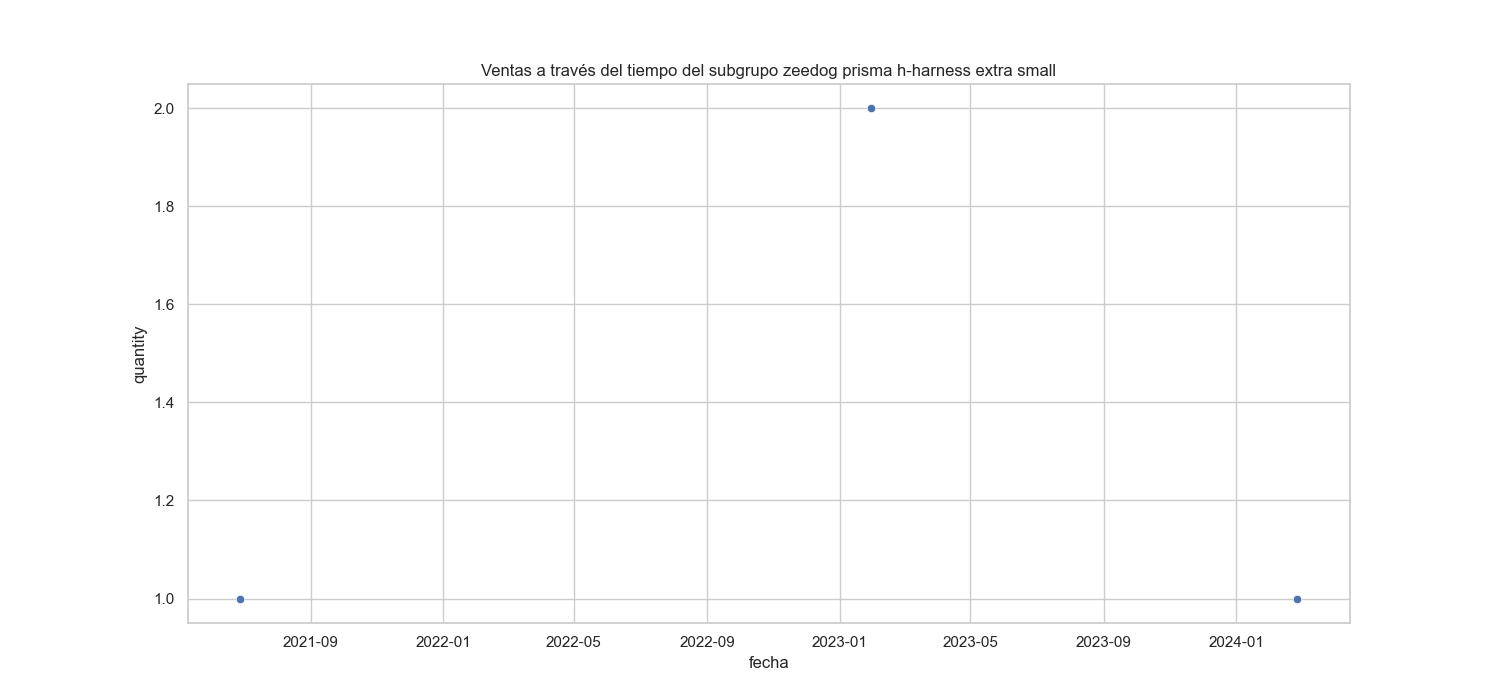 Ventas a través del tiempo del subgrupo zeedog prisma h-harness extra small
2.0
1.8
1.6
1.4
1.2
1.0
quantity
2021-09 2022-01 2022-05 2022-09 2023-01 2023-05 2023-09 2024-01
fecha